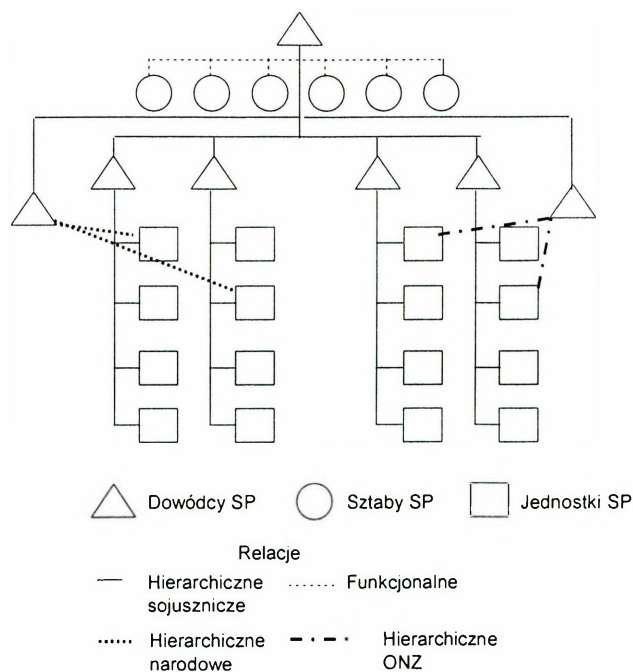 Dowódcy SP
Sztaby SP
Jednostki SP
Relacje
Hierarchiczne
sojusznicze
Funkcjonalne
Hierarchiczne
narodowe
Hierarchiczne
ONZ